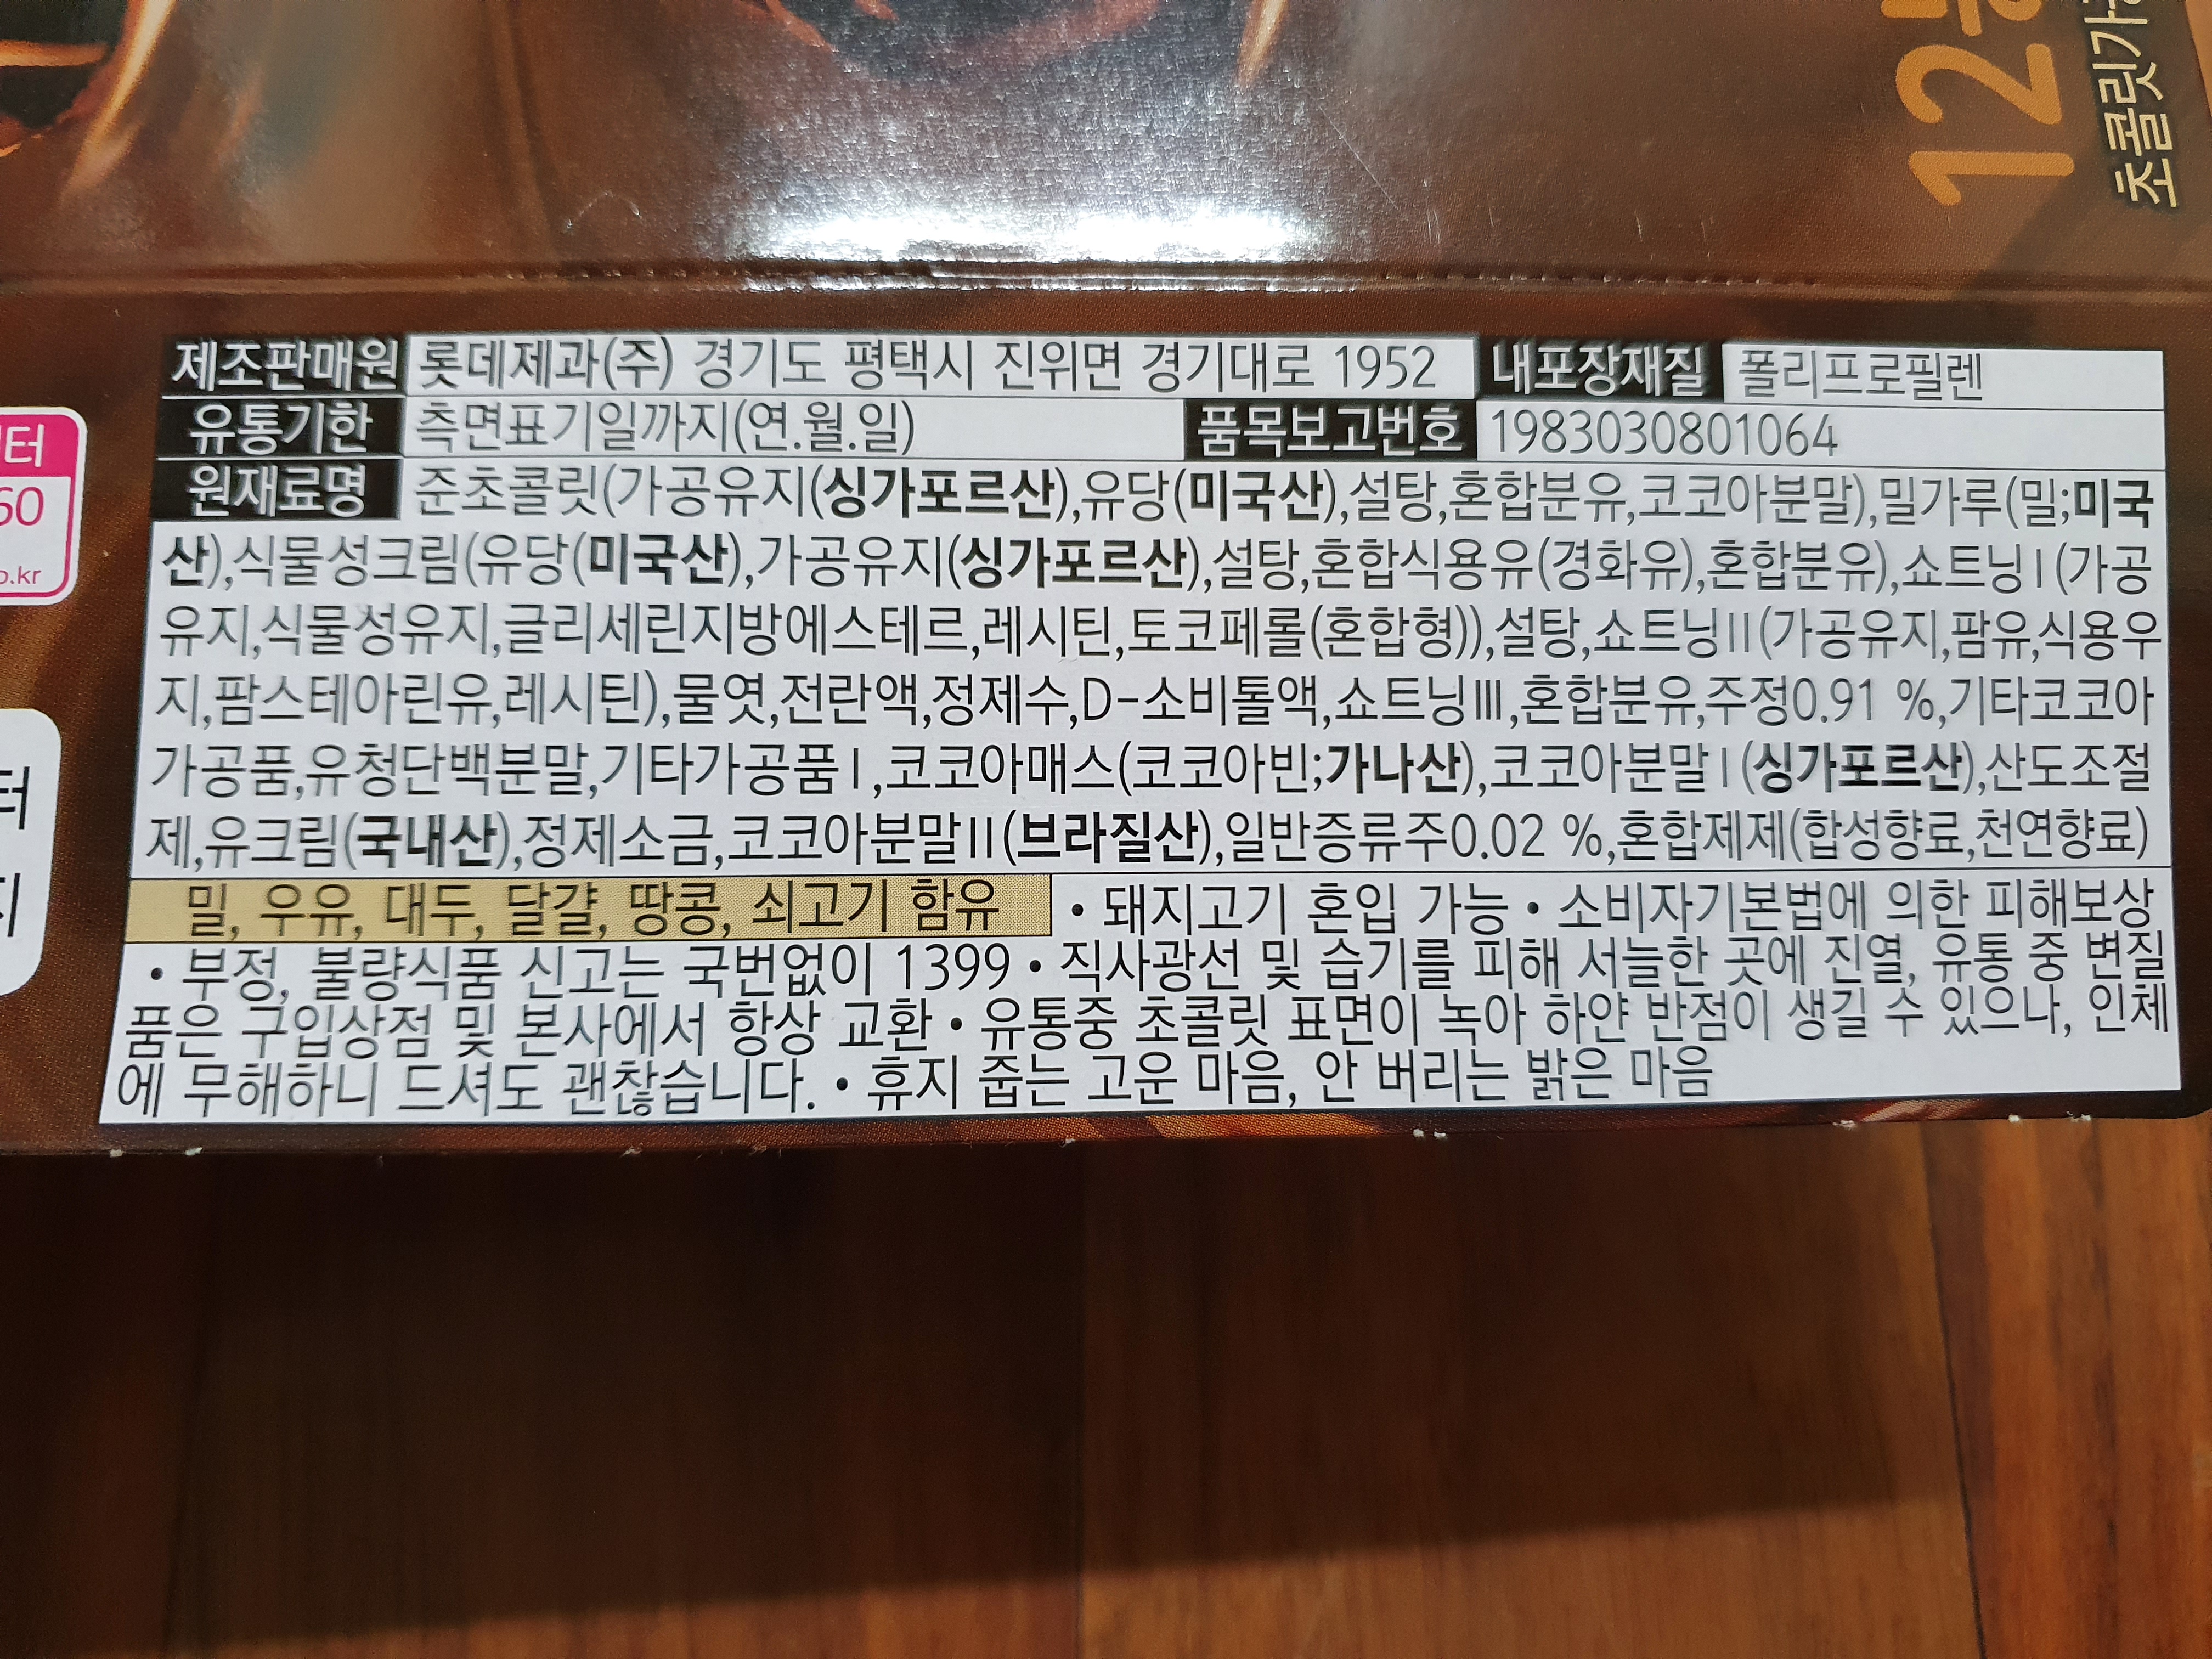 12
초콜릿가
제조판매원 롯데제과(주) 경기도 평택시 진위면 경기대로 1952 내포장재질 폴리프로필렌
유통기한 측면표기일까지(연.월.일) 품목보고번호 1983030801064
원재료명 준초콜릿(가공유지(싱가포르산),유당(미국산),설탕,혼합분유,코코아분말),밀가루(밀;미국
산),식물성크림(유당(미국산),가공유지(싱가포르산),설탕,혼합식용유(경화유),혼합분유),쇼트닝Ⅰ(가공
유지,식물성유지,글리세린지방에스테르,레시틴,토코페롤(혼합형)),설탕,쇼트닝Ⅱ(가공유지,팜유,식용우
지,팜스테아린유,레시틴),물엿,전란액,정제수,D-소비톨액,쇼트닝Ⅲ,혼합분유,주정0.91 %,기타코코아
가공품,유청단백분말,기타가공품Ⅰ,코코아매스(코코아빈;가나산),코코아분말Ⅰ(싱가포르산),산도조절
제,유크림(국내산),정제소금,코코아분말Ⅱ(브라질산),일반증류주0.02 %,혼합제제(합성향료,천연향료)
밀, 우유, 대두, 달걀, 땅콩, 쇠고기 함유 • 돼지고기 혼입 가능 • 소비자기본법에 의한 피해보상
• 부정, 불량식품 신고는 국번없이 1399 • 직사광선 및 습기를 피해 서늘한 곳에 진열, 유통 중 변질
품은 구입상점 및 본사에서 항상 교환 • 유통중 초콜릿 표면이 녹아 하얀 반점이 생길 수 있으나, 인체
에 무해하니 드셔도 괜찮습니다. • 휴지 줍는 고운 마음, 안 버리는 밝은 마음
터
60
o.kr
터
지